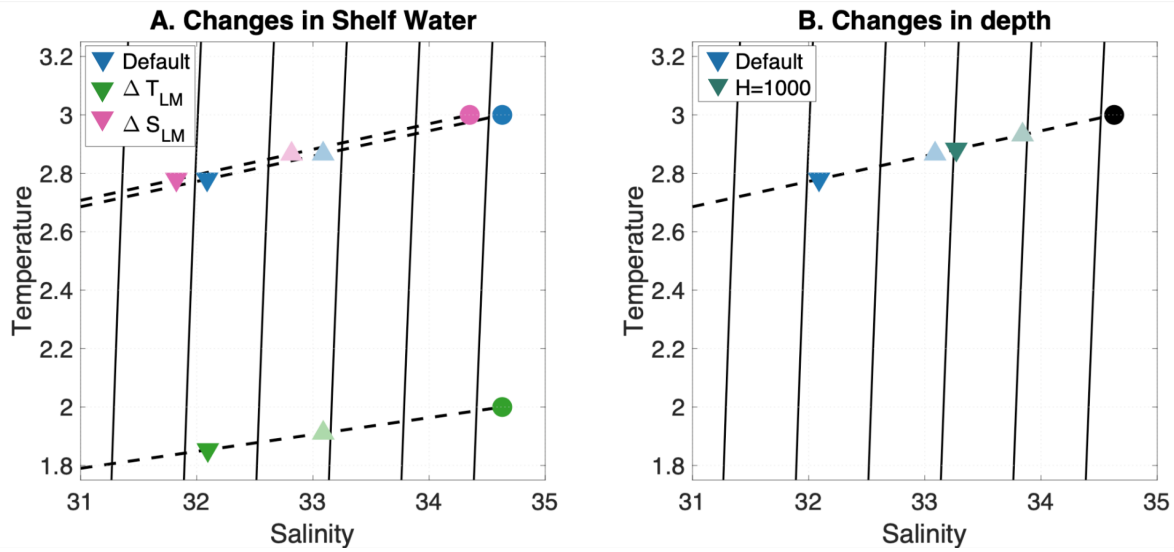 A. Changes in Shelf Water
Default
Δ T_LM
Δ S_LM
3.2
3
2.8
2.6
2.4
2.2
2
1.8
Temperature
31
32
33
34
35
Salinity
B. Changes in depth
Default
H=1000
3.2
3
2.8
2.6
2.4
2.2
2
1.8
Temperature
31
32
33
34
35
Salinity